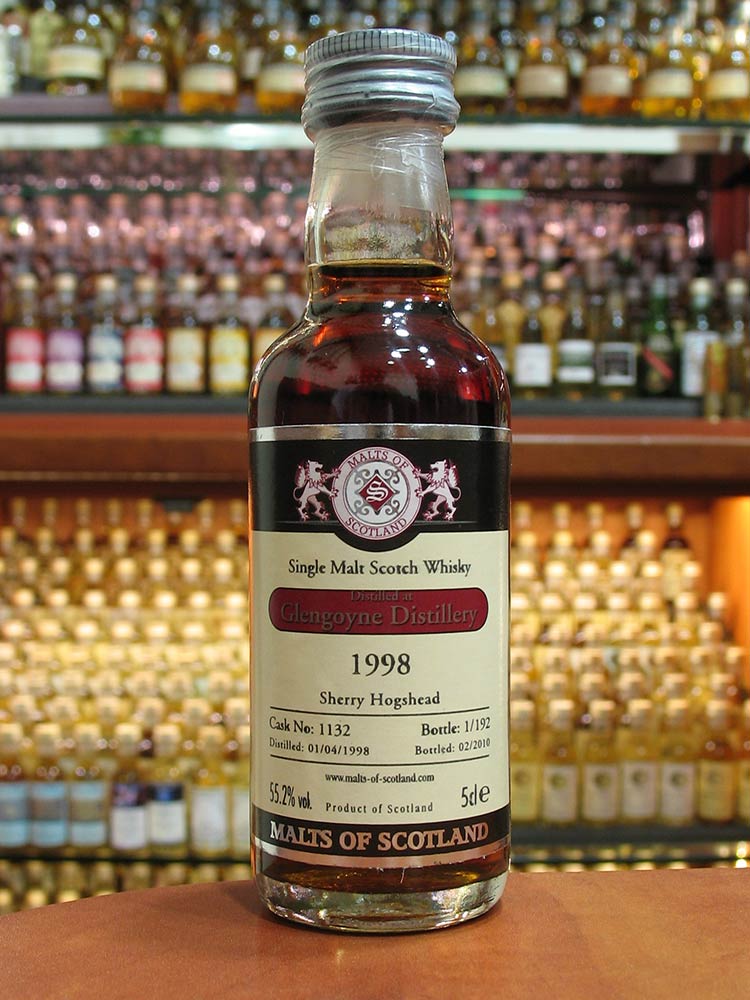 MALTS OF
S
SCOTLAND
Single Malt Scotch Whisky
Distilled at
Glengoyne Distillery
1998
Sherry Hogshead
Cask No: 1132 Bottle: 1/192
Distilled: 01/04/1998 Bottled: 02/2010
www.malts-of-scotland.com
55.2% vol. Product of Scotland 5cl e
MALTS OF SCOTLAND